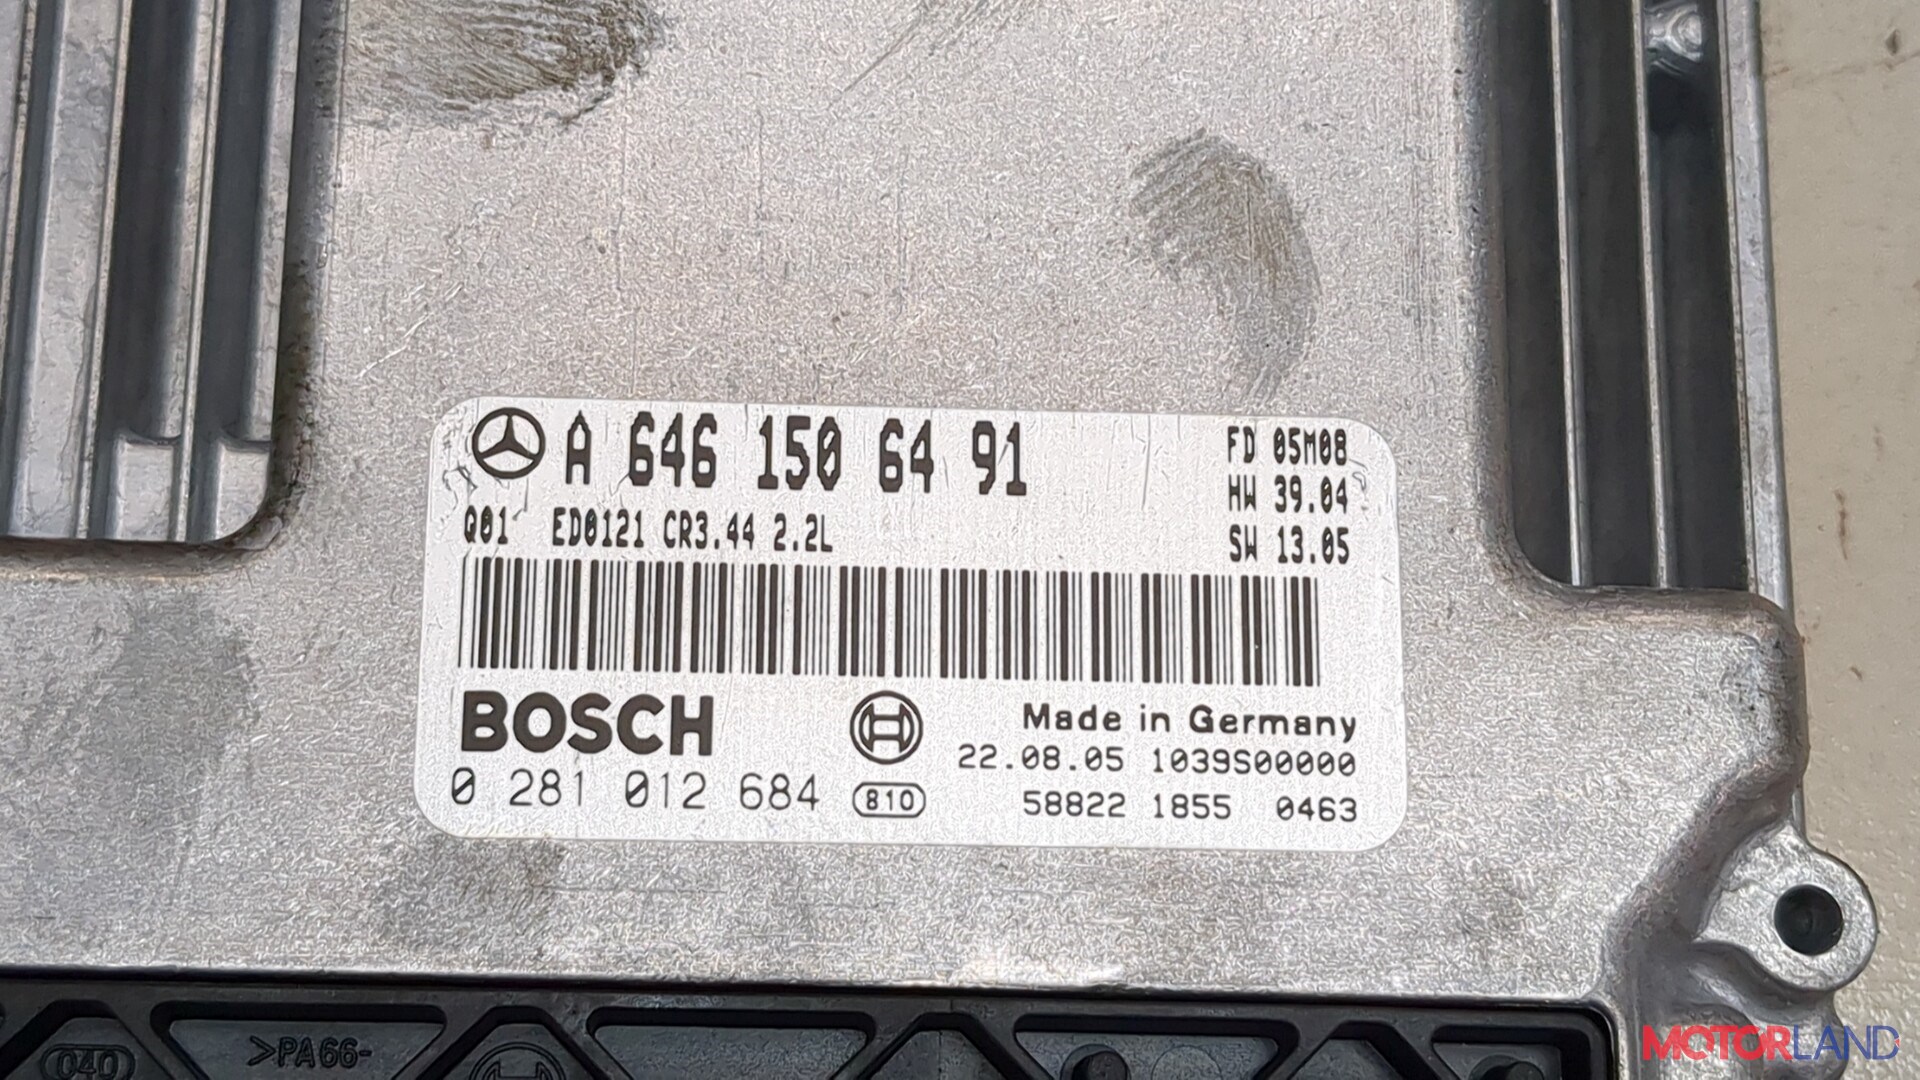 A 646 150 64 91
FD 05M08
HW 39.04
Q01 ED0121 CR3.44 2.2L
SW 13.05
BOSCH
Made in Germany
22.08.05 1039S00000
0 281 012 684
810
58822 1855 0463
040
>PA66-
MOTORLAND